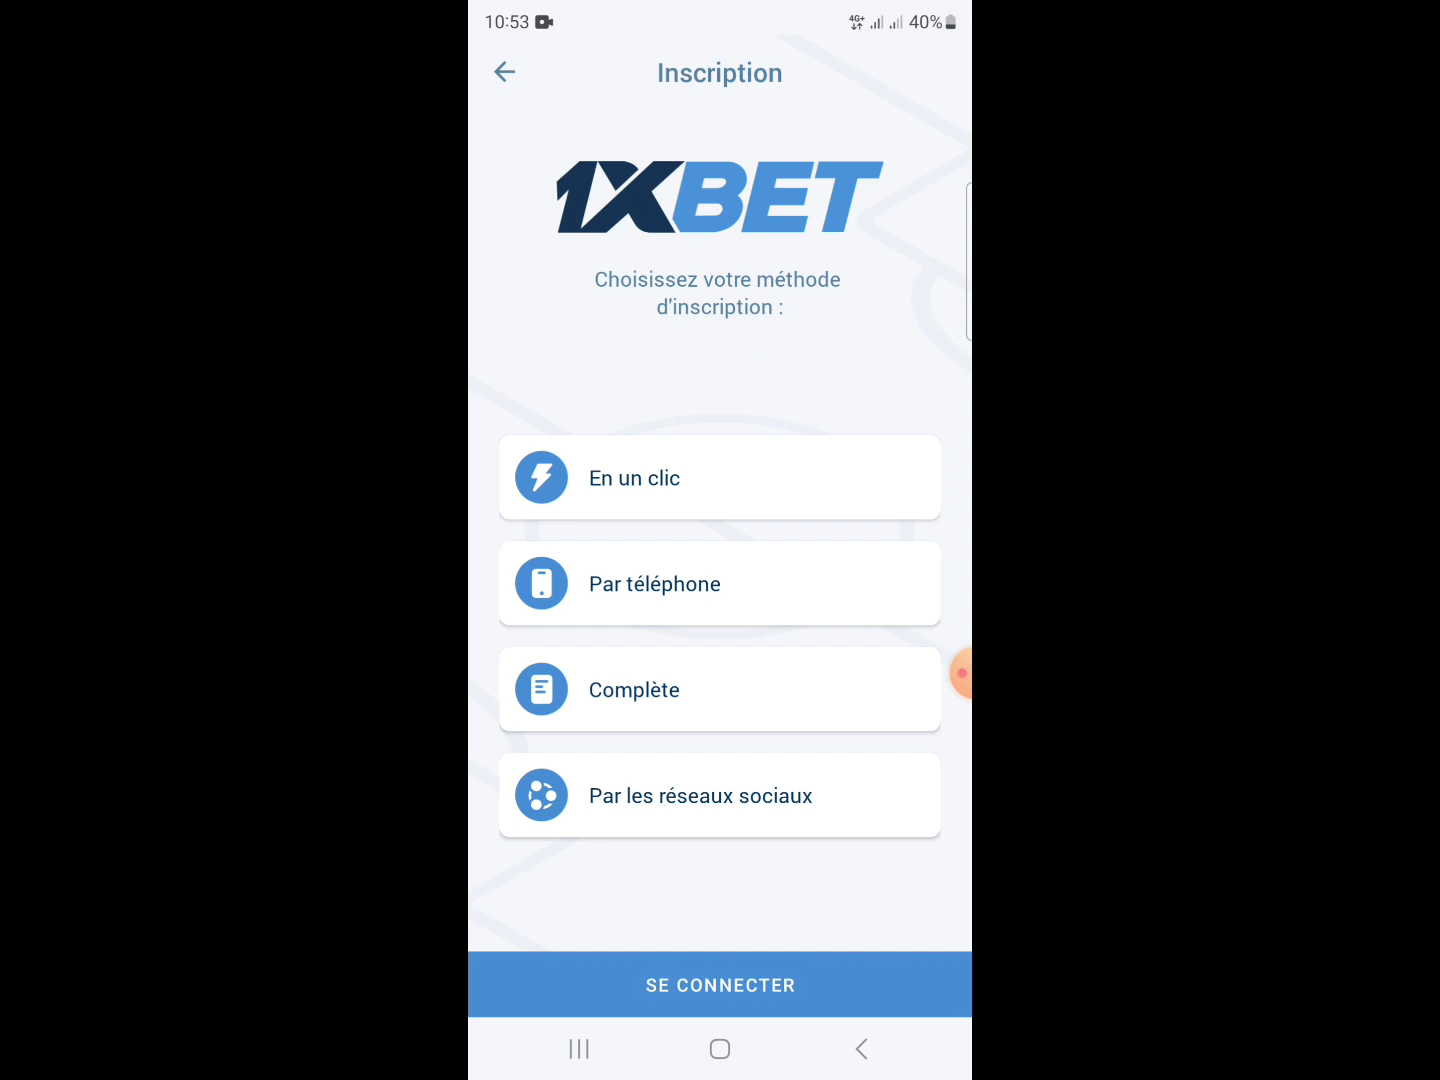 10:53
4G+ 40%
Inscription
1XBET
Choisissez votre méthode
d'inscription :
En un clic
Par téléphone
Complète
Par les réseaux sociaux
SE CONNECTER